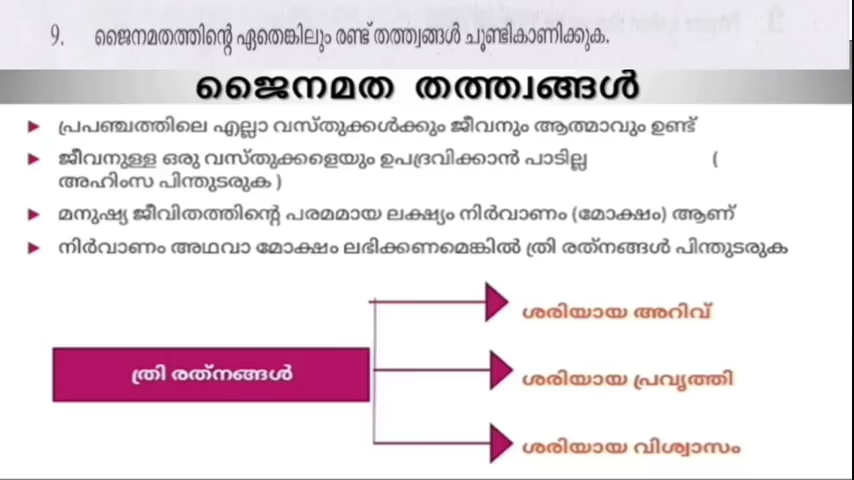 9. ജൈനമതത്തിന്റെ ഏതെങ്കിലും രണ്ട് തത്ത്വങ്ങൾ ചൂണ്ടികാണിക്കുക.
ജൈനമത തത്ത്വങ്ങൾ
പ്രപഞ്ചത്തിലെ എല്ലാ വസ്തുക്കൾക്കും ജീവനും ആത്മാവും ഉണ്ട്
ജീവനുള്ള ഒരു വസ്തുക്കളെയും ഉപദ്രവിക്കാൻ പാടില്ല (
അഹിംസ പിന്തുടരുക )
മനുഷ്യ ജീവിതത്തിന്റെ പരമമായ ലക്ഷ്യം നിർവാണം (മോക്ഷം) ആണ്
നിർവാണം അഥവാ മോക്ഷം ലഭിക്കണമെങ്കിൽ ത്രി രത്നങ്ങൾ പിന്തുടരുക
ശരിയായ അറിവ്
ത്രി രത്നങ്ങൾ
ശരിയായ പ്രവൃത്തി
ശരിയായ വിശ്വാസം